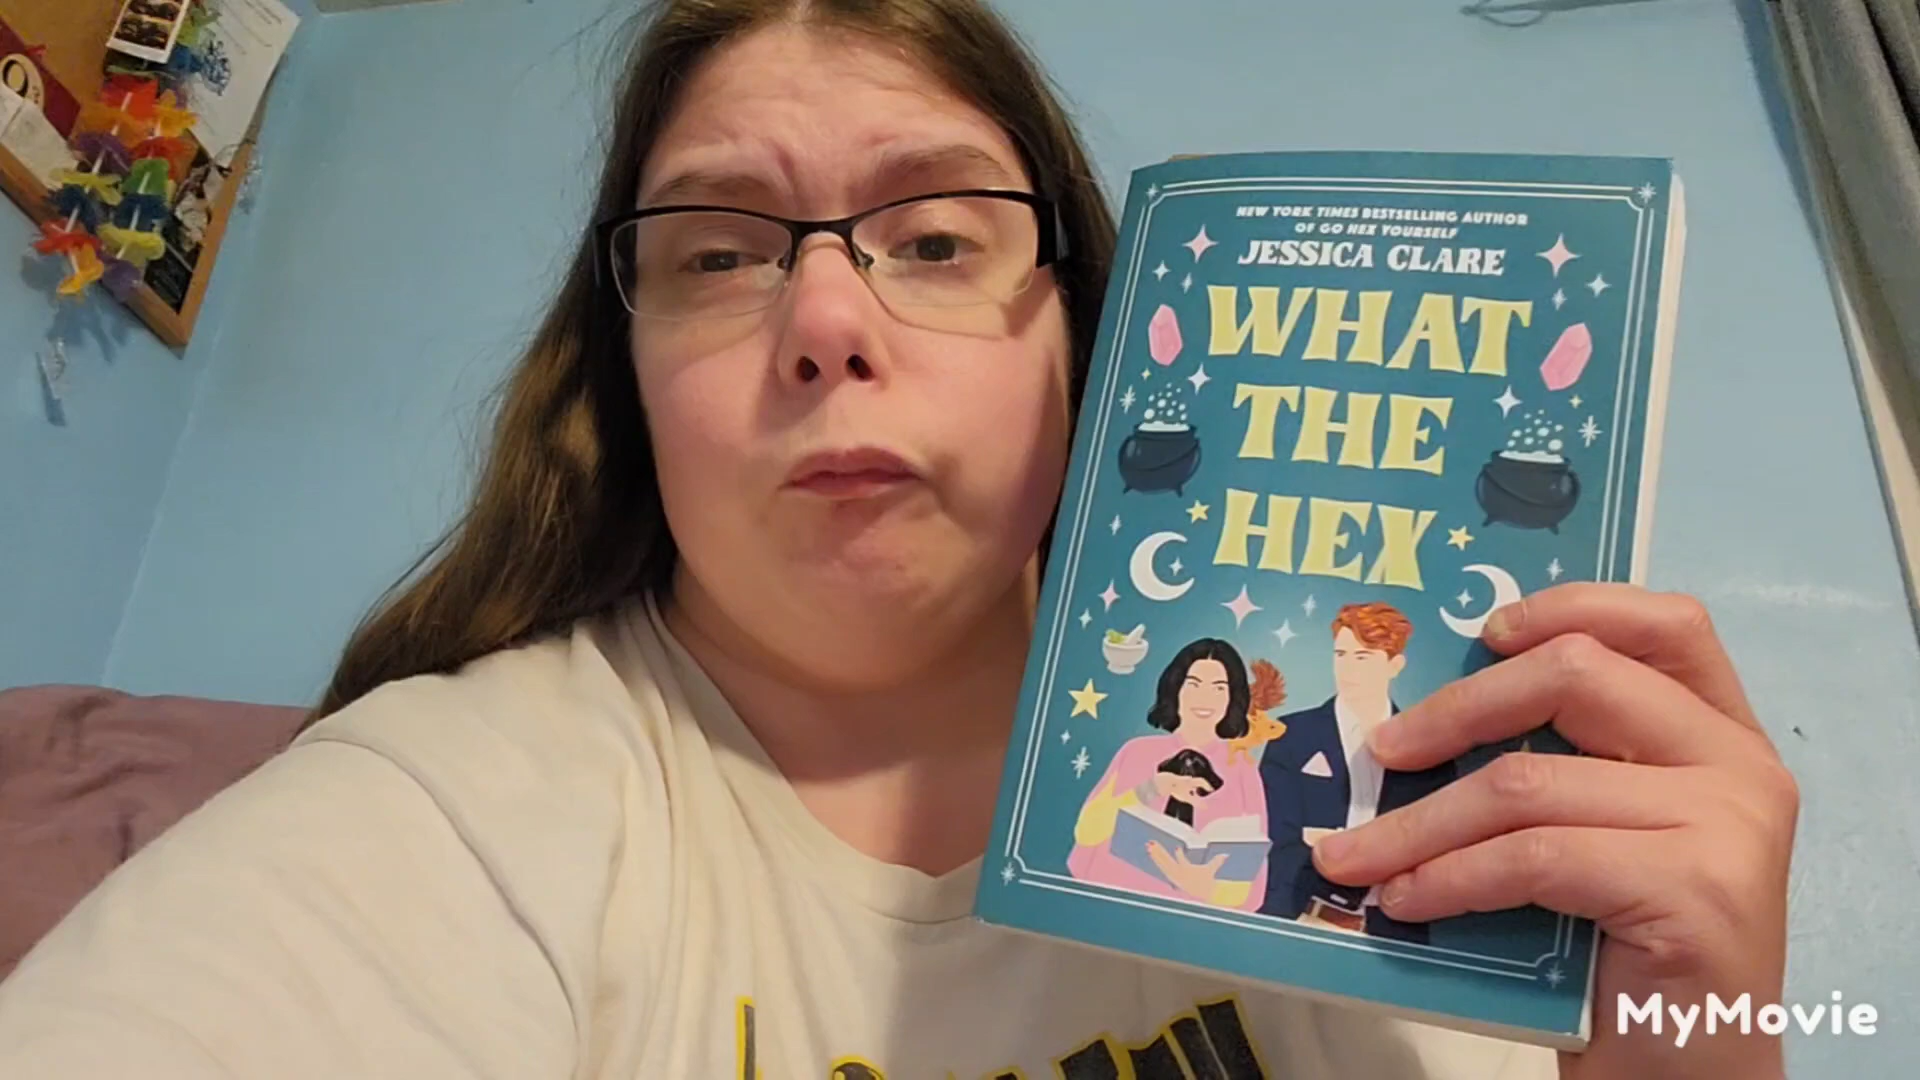 NEW YORK TIMES BESTSELLING AUTHOR
OF GO HEX YOURSELF
JESSICA CLARE
WHAT
THE
HEX
MyMovie